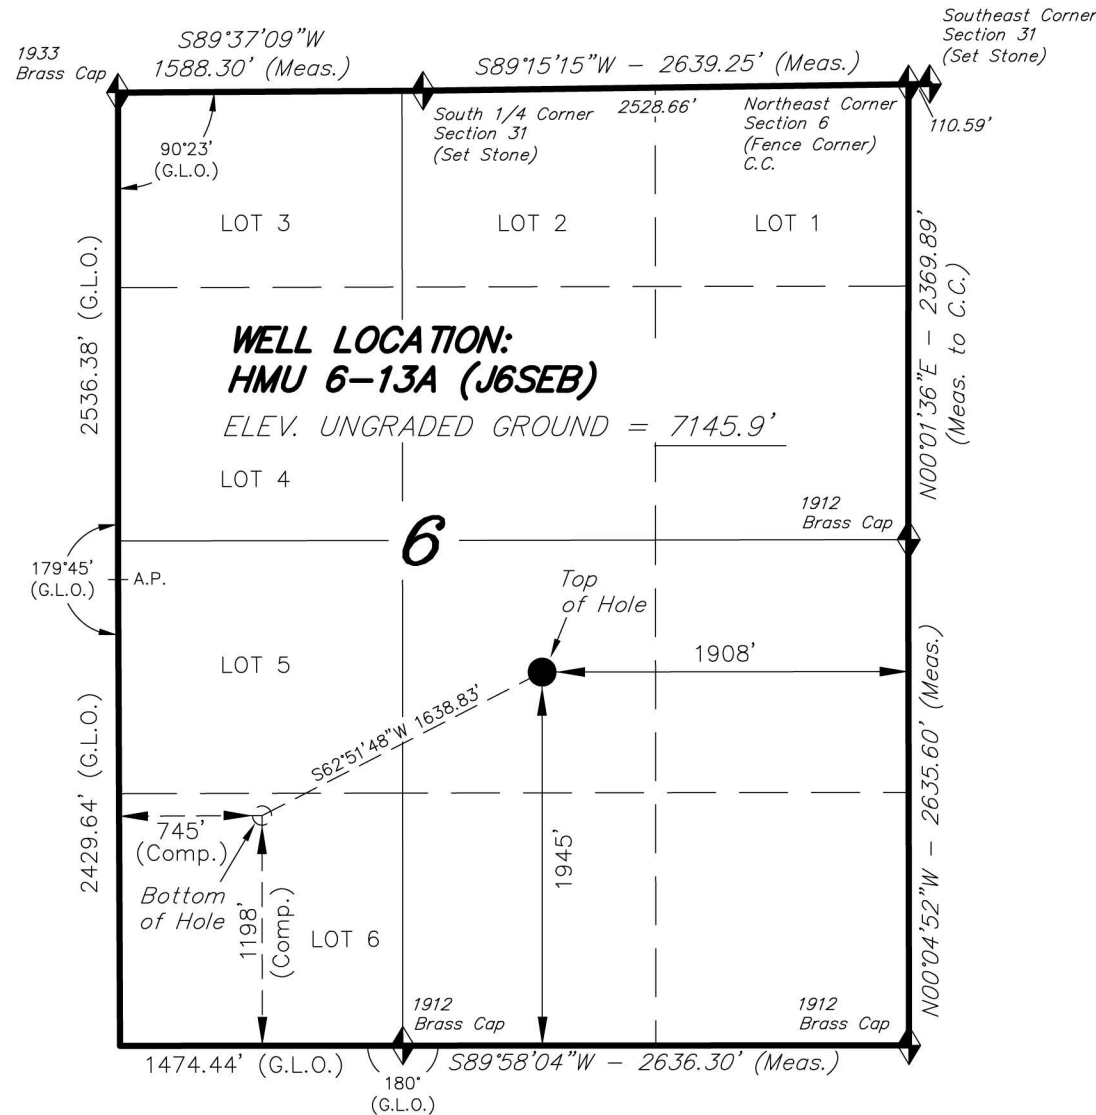 Southeast Corner
Section 31
(Set Stone)
1933
Brass Cap
S89°37'09"W
1588.30' (Meas.)
S89°15'15"W – 2639.25' (Meas.)
South 1/4 Corner
Section 31
(Set Stone)
2528.66'
Northeast Corner
Section 6
(Fence Corner)
C.C.
110.59'
90°23'
(G.L.O.)
LOT 3
LOT 2
LOT 1
2536.38' (G.L.O.)
N00°01'36"E – 2369.89'
(Meas. to C.C.)
WELL LOCATION:
HMU 6–13A (J6SEB)
ELEV. UNGRADED GROUND = 7145.9'
LOT 4
1912
Brass Cap
6
179°45'
(G.L.O.)
A.P.
Top
of Hole
LOT 5
1908'
S62°51'48"W 1638.83'
2429.64' (G.L.O.)
N00°04'52"W – 2635.60' (Meas.)
745'
(Comp.)
1945'
Bottom
of Hole
1198'
(Comp.)
LOT 6
1912
Brass Cap
1912
Brass Cap
1474.44' (G.L.O.)
S89°58'04"W – 2636.30' (Meas.)
180°
(G.L.O.)